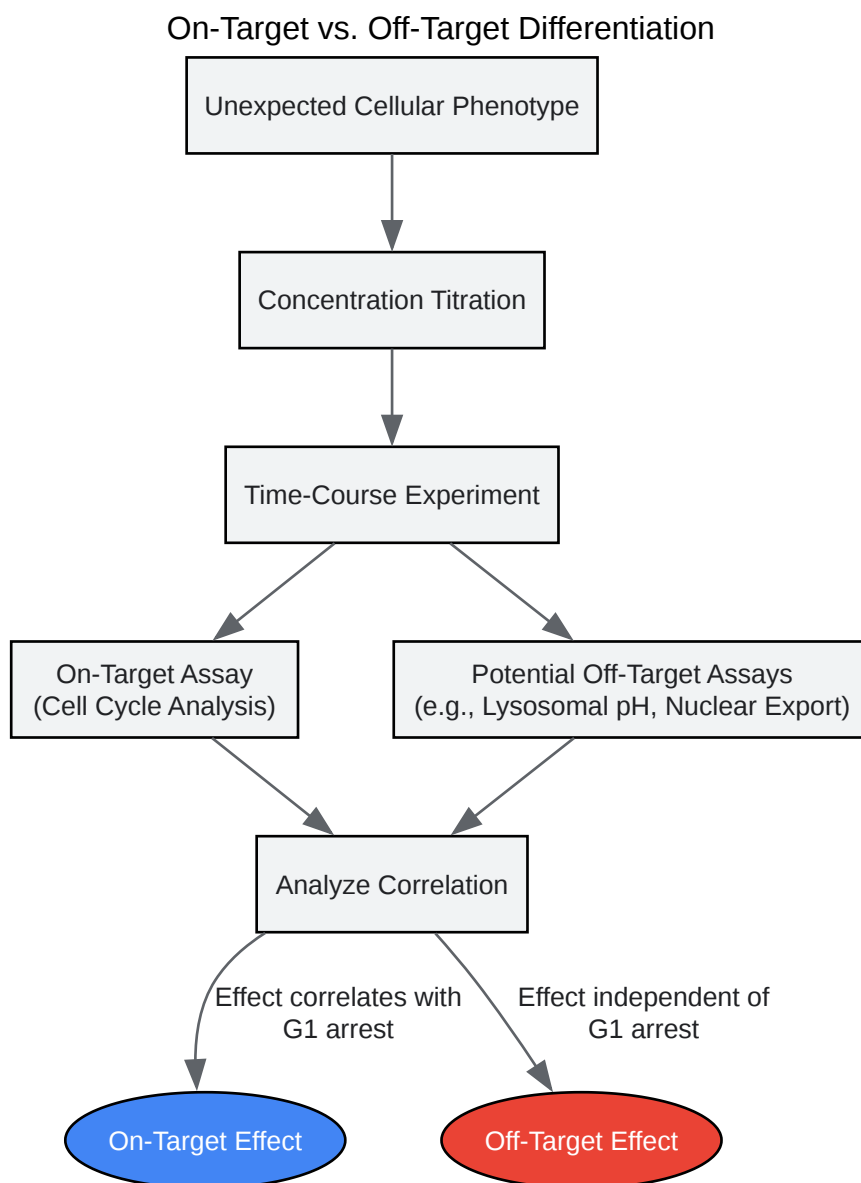 On-Target vs. Off-Target Differentiation
Unexpected Cellular Phenotype
Concentration Titration
Time-Course Experiment
On-Target Assay
(Cell Cycle Analysis)
Potential Off-Target Assays
(e.g., Lysosomal pH, Nuclear Export)
Analyze Correlation
Effect correlates with
G1 arrest
Effect independent of
G1 arrest
On-Target Effect
Off-Target Effect